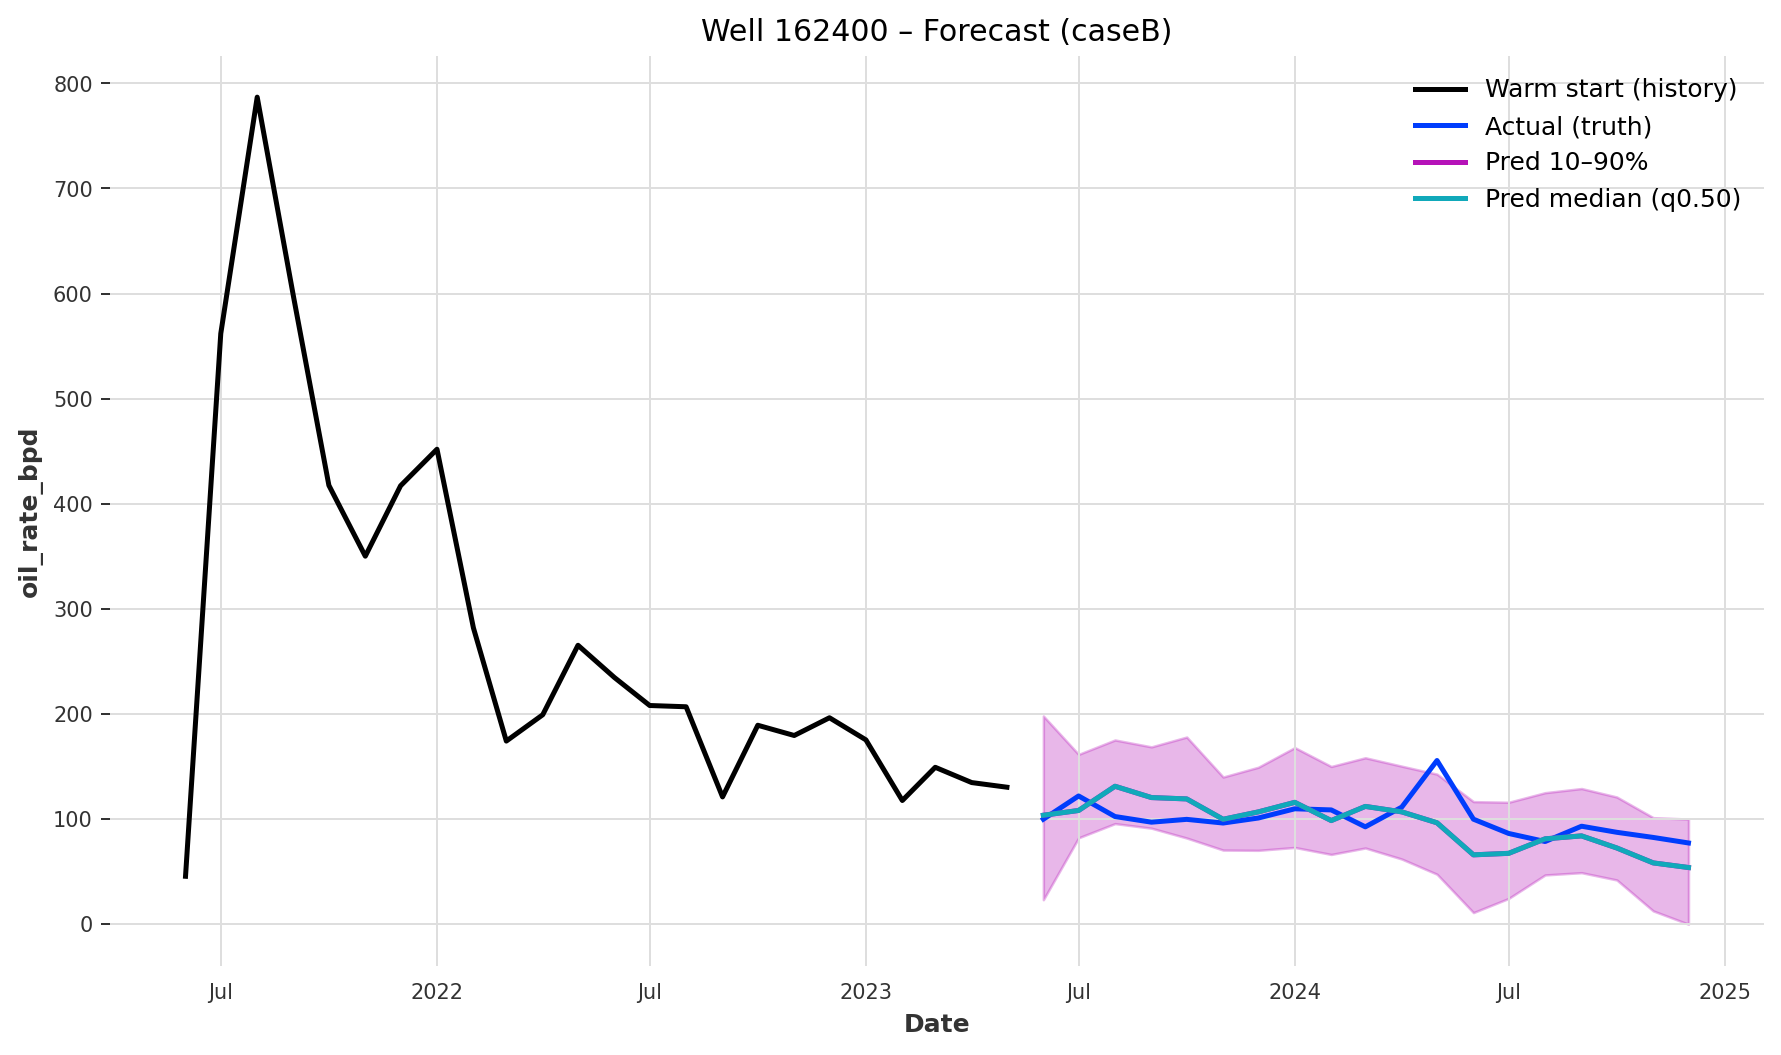 Well 162400 – Forecast (caseB)
Warm start (history)
Actual (truth)
Pred 10–90%
Pred median (q0.50)
oil_rate_bpd
800
700
600
500
400
300
200
100
0
Jul
2022
Jul
2023
Jul
2024
Jul
2025
Date